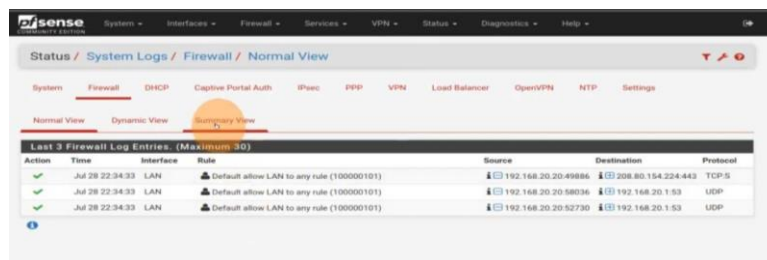 pfsense System Interfaces Firewall Services VPN Status Diagnostics Help
COMMUNITY EDITION
Status / System Logs / Firewall / Normal View
System Firewall DHCP Captive Portal Auth IPsec PPP VPN Load Balancer OpenVPN NTP Settings
Normal View Dynamic View Summary View
Last 3 Firewall Log Entries. (Maximum 30)
Action Time Interface Rule Source Destination Protocol
Jul 28 22:34:33 LAN Default allow LAN to any rule (100000101) 192.168.20.20:49886 208.80.154.224:443 TCP:S
Jul 28 22:34:33 LAN Default allow LAN to any rule (100000101) 192.168.20.20:58036 192.168.20.1:53 UDP
Jul 28 22:34:33 LAN Default allow LAN to any rule (100000101) 192.168.20.20:52730 192.168.20.1:53 UDP